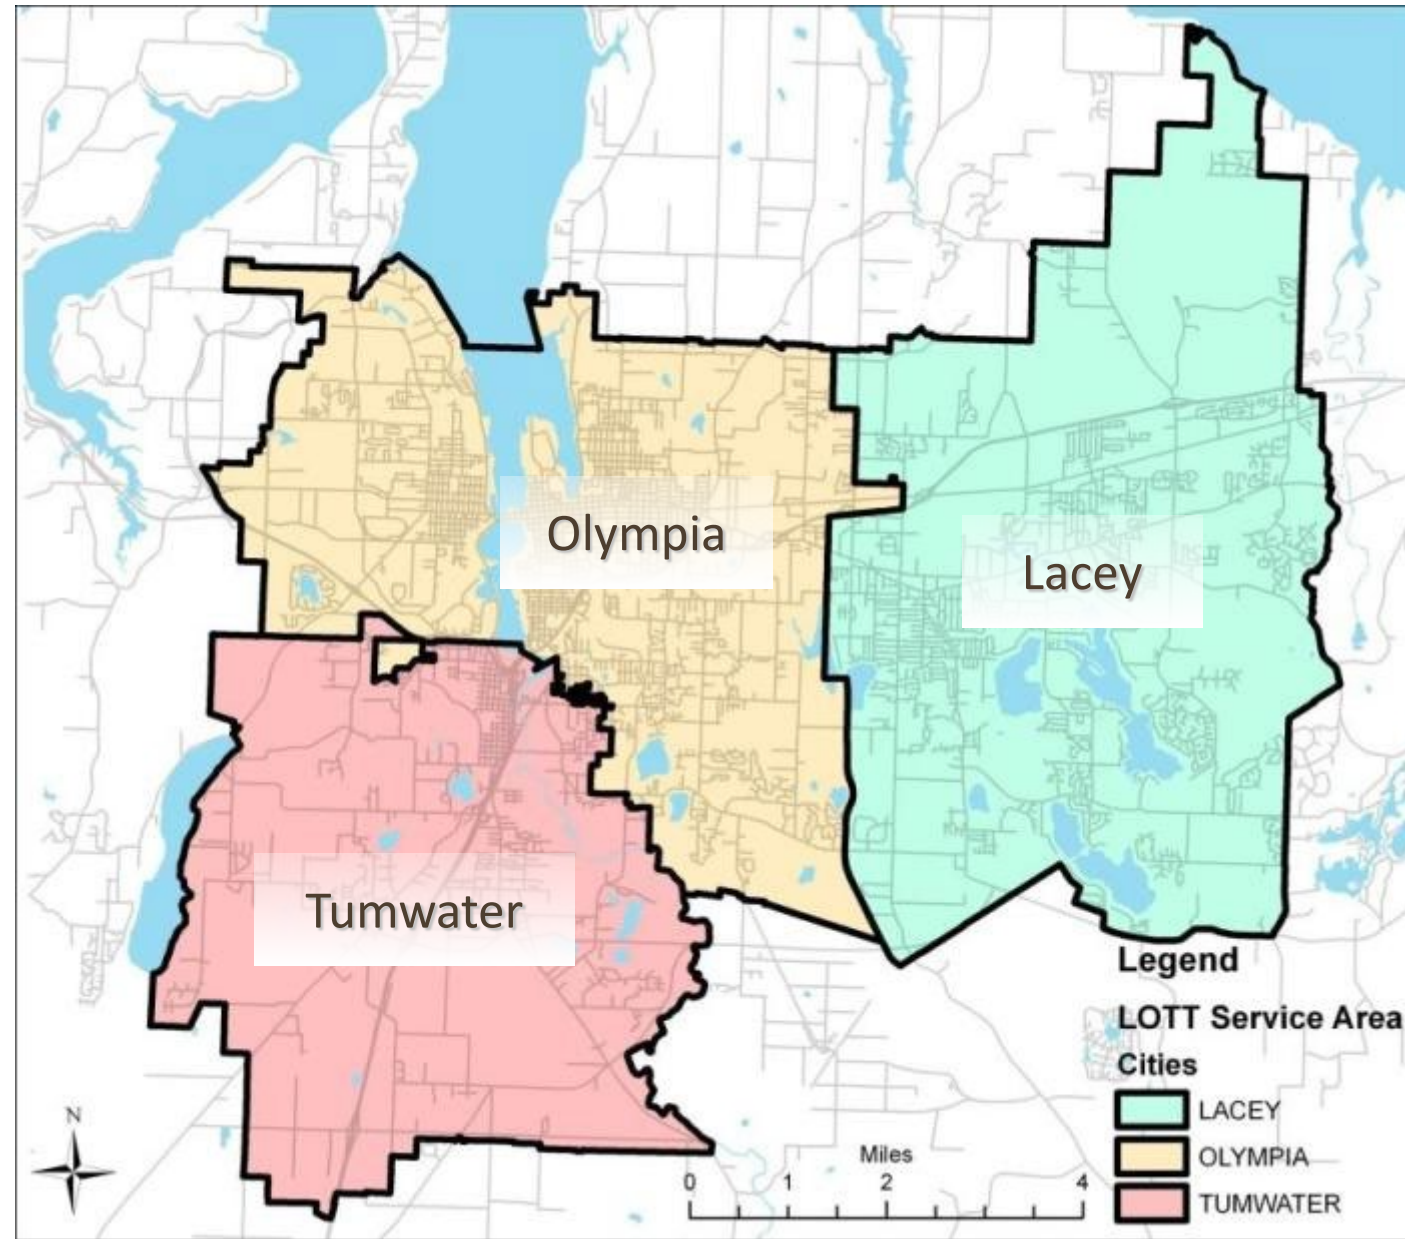 Olympia
Lacey
Tumwater
Legend
LOTT Service Area
Cities
LACEY
OLYMPIA
TUMWATER
N
Miles
0 1 2 4